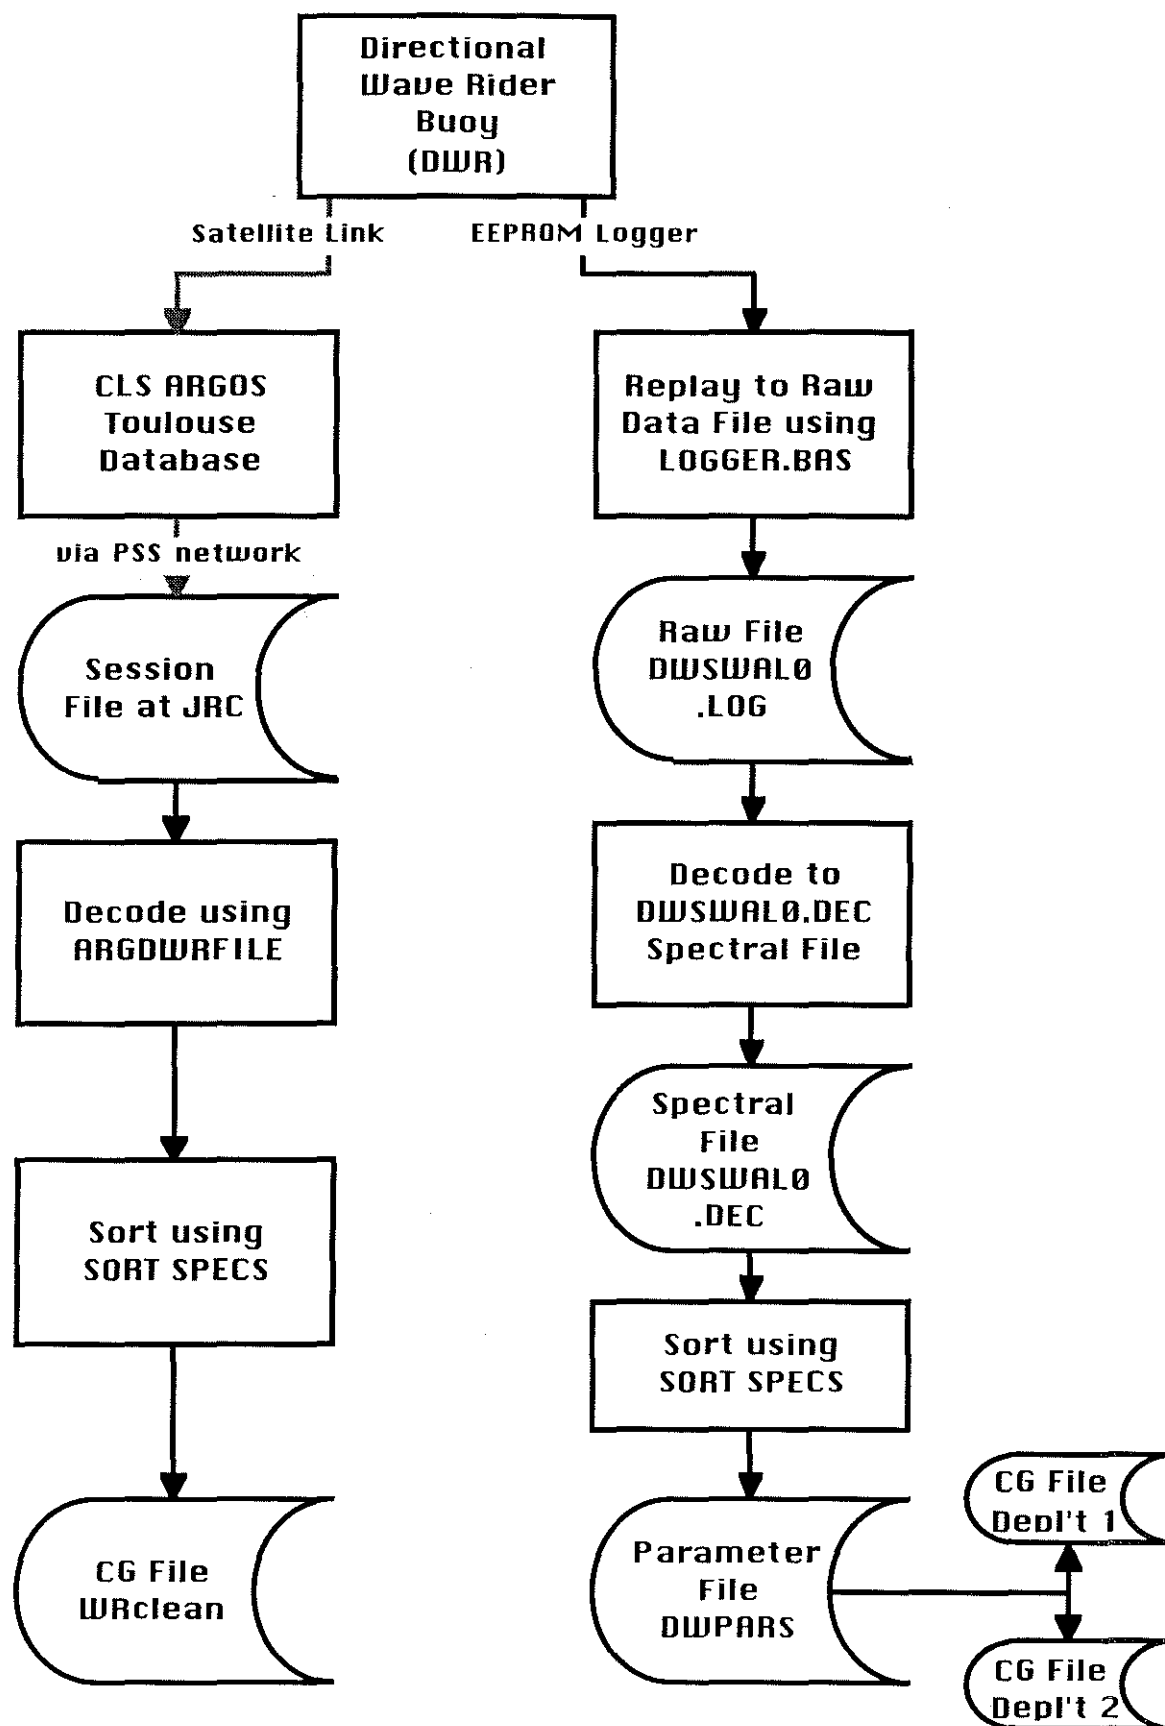 Directional
Wave Rider
Buoy
(DWR)
Satellite Link
EEPROM Logger
CLS ARGOS
Toulouse
Database
via PSS network
Session
File at JRC
Decode using
ARGDWRFILE
Sort using
SORT SPECS
CG File
WRclean
Replay to Raw
Data File using
LOGGER.BAS
Raw File
DWSWAL0
.LOG
Decode to
DWSWAL0.DEC
Spectral File
Spectral
File
DWSWAL0
.DEC
Sort using
SORT SPECS
Parameter
File
DWPARS
CG File
Depl't 1
CG File
Depl't 2